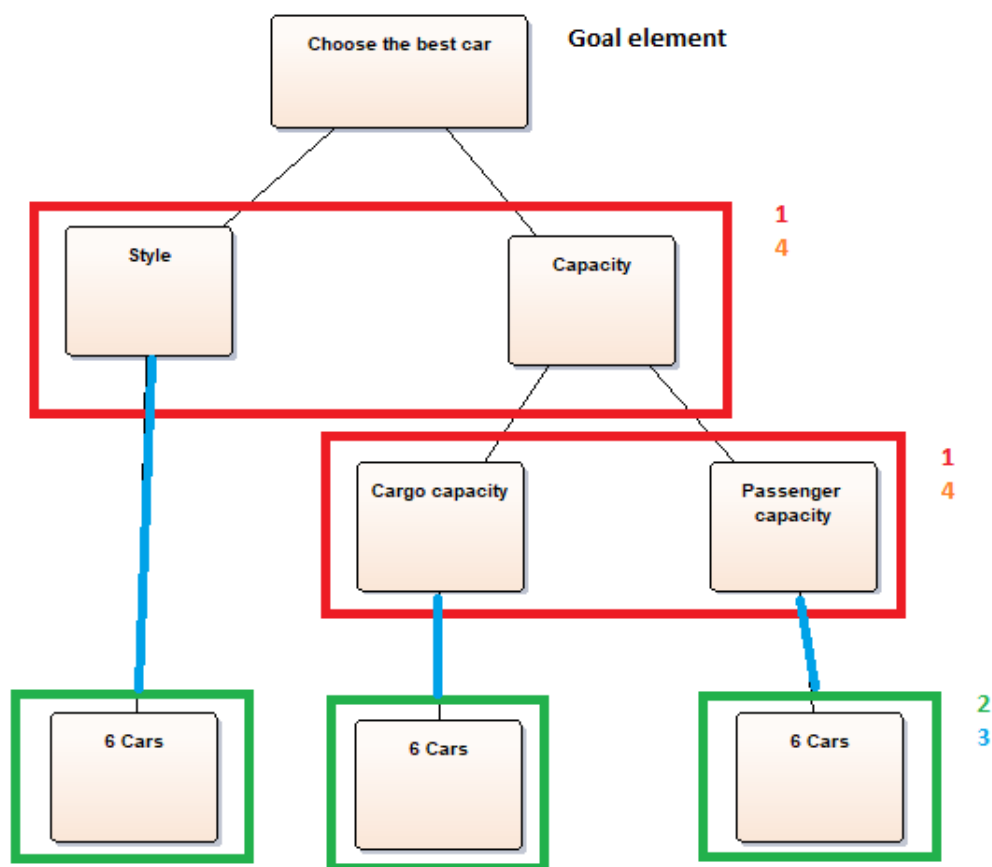 Choose the best car
Goal element
Style
Capacity
1
4
Cargo capacity
Passenger
capacity
1
4
6 Cars
6 Cars
6 Cars
2
3